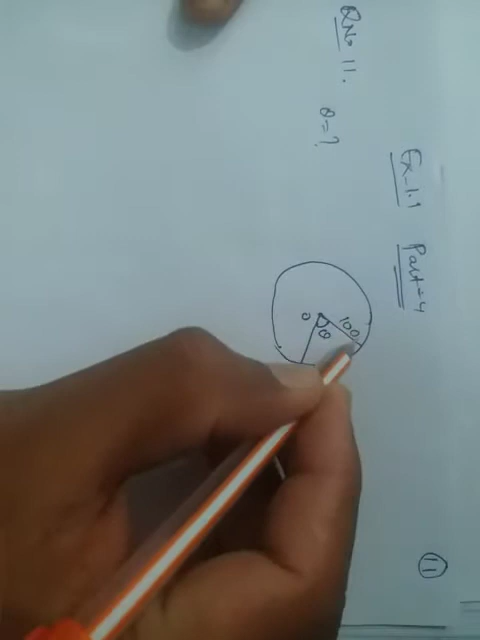 Ex-1.1 Part-4
QNo 11.
θ=?
100
O
θ
11